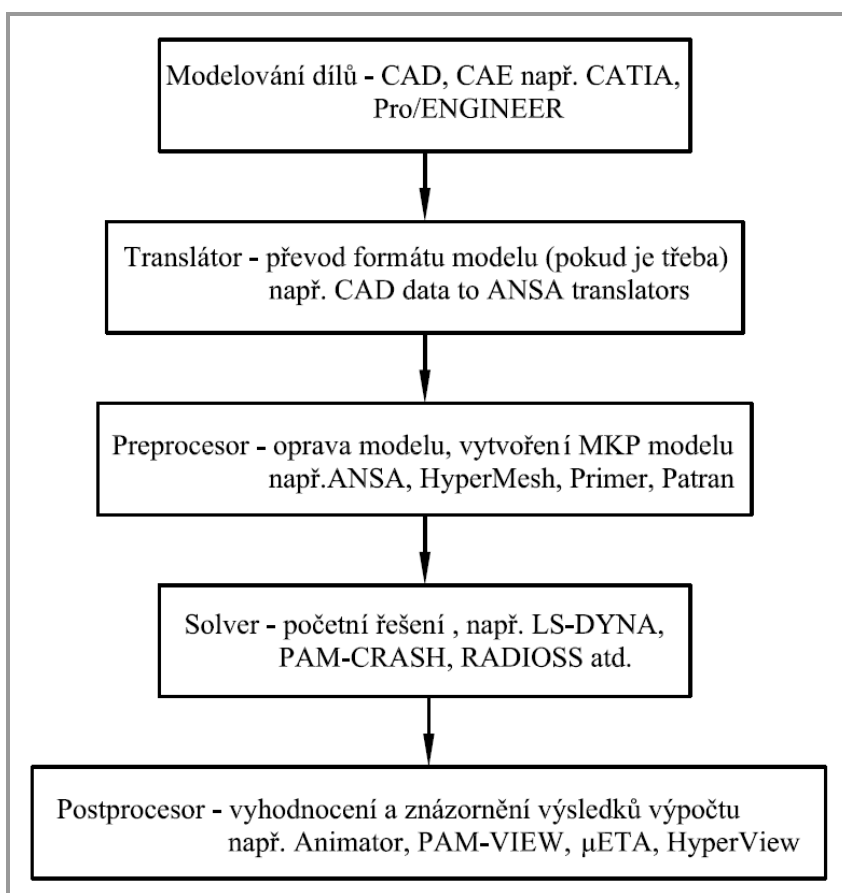 Modelování dílů - CAD, CAE např. CATIA,
Pro/ENGINEER
Translátor - převod formátu modelu (pokud je třeba)
např. CAD data to ANSA translators
Preprocesor - oprava modelu, vytvoření MKP modelu
např.ANSA, HyperMesh, Primer, Patran
Solver - početní řešení , např. LS-DYNA,
PAM-CRASH, RADIOSS atd.
Postprocesor - vyhodnocení a znázornění výsledků výpočtu
např. Animator, PAM-VIEW, μETA, HyperView